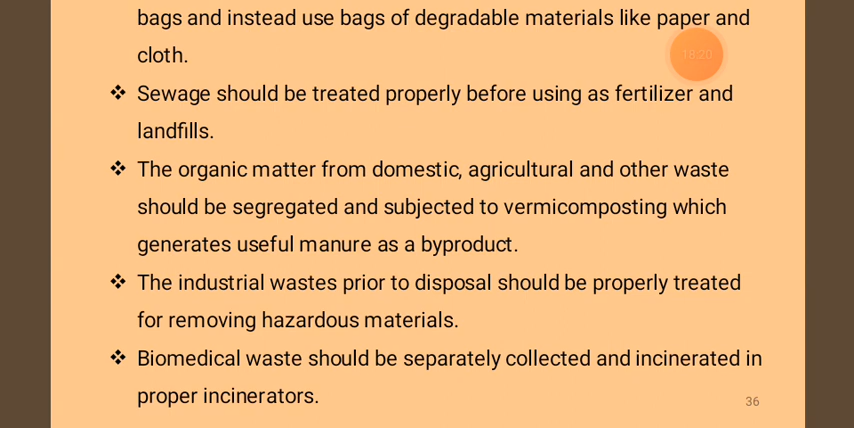 bags and instead use bags of degradable materials like paper and
cloth.
18:20
❖ Sewage should be treated properly before using as fertilizer and
landfills.
❖ The organic matter from domestic, agricultural and other waste
should be segregated and subjected to vermicomposting which
generates useful manure as a byproduct.
❖ The industrial wastes prior to disposal should be properly treated
for removing hazardous materials.
❖ Biomedical waste should be separately collected and incinerated in
proper incinerators.
36